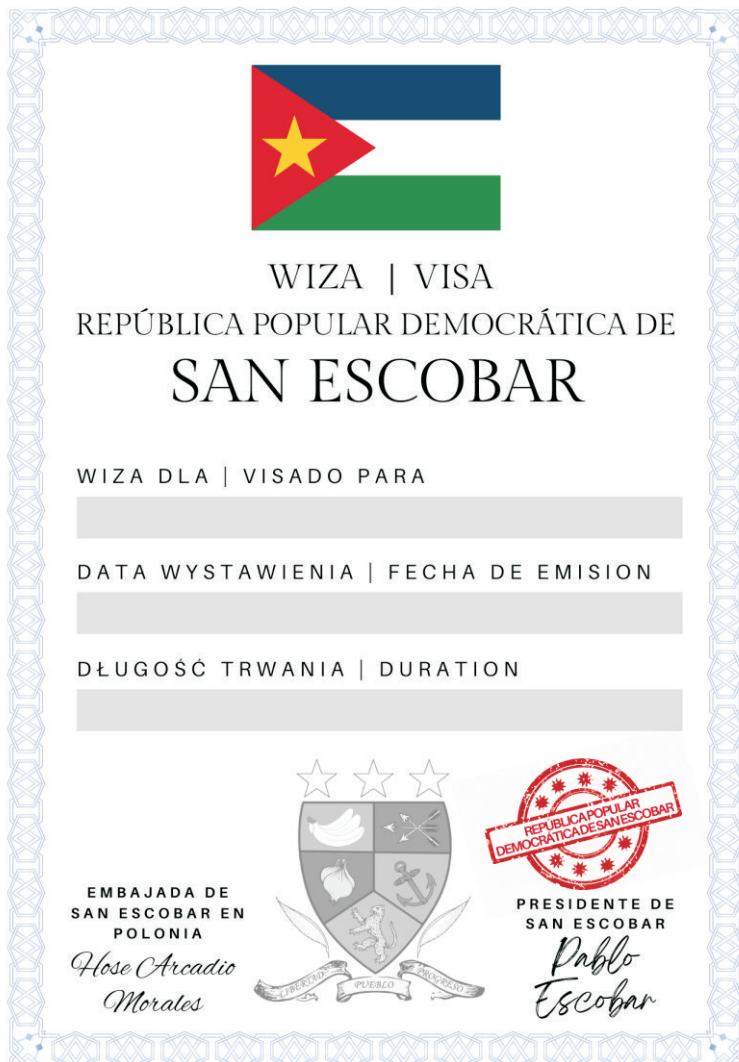 WIZA | VISA
REPÚBLICA POPULAR DEMOCRÁTICA DE
SAN ESCOBAR
WIZA DLA | VISADO PARA
DATA WYSTAWIENIA | FECHA DE EMISION
DŁUGOŚĆ TRWANIA | DURATION
REPÚBLICA POPULAR
DEMOCRÁTICA DE SAN ESCOBAR
EMBAJADA DE
SAN ESCOBAR EN
POLONIA
Hose Arcadio
Morales
LIBERTAD
PUEBLO
PROGRESO
PRESIDENTE DE
SAN ESCOBAR
Pablo
Escobar